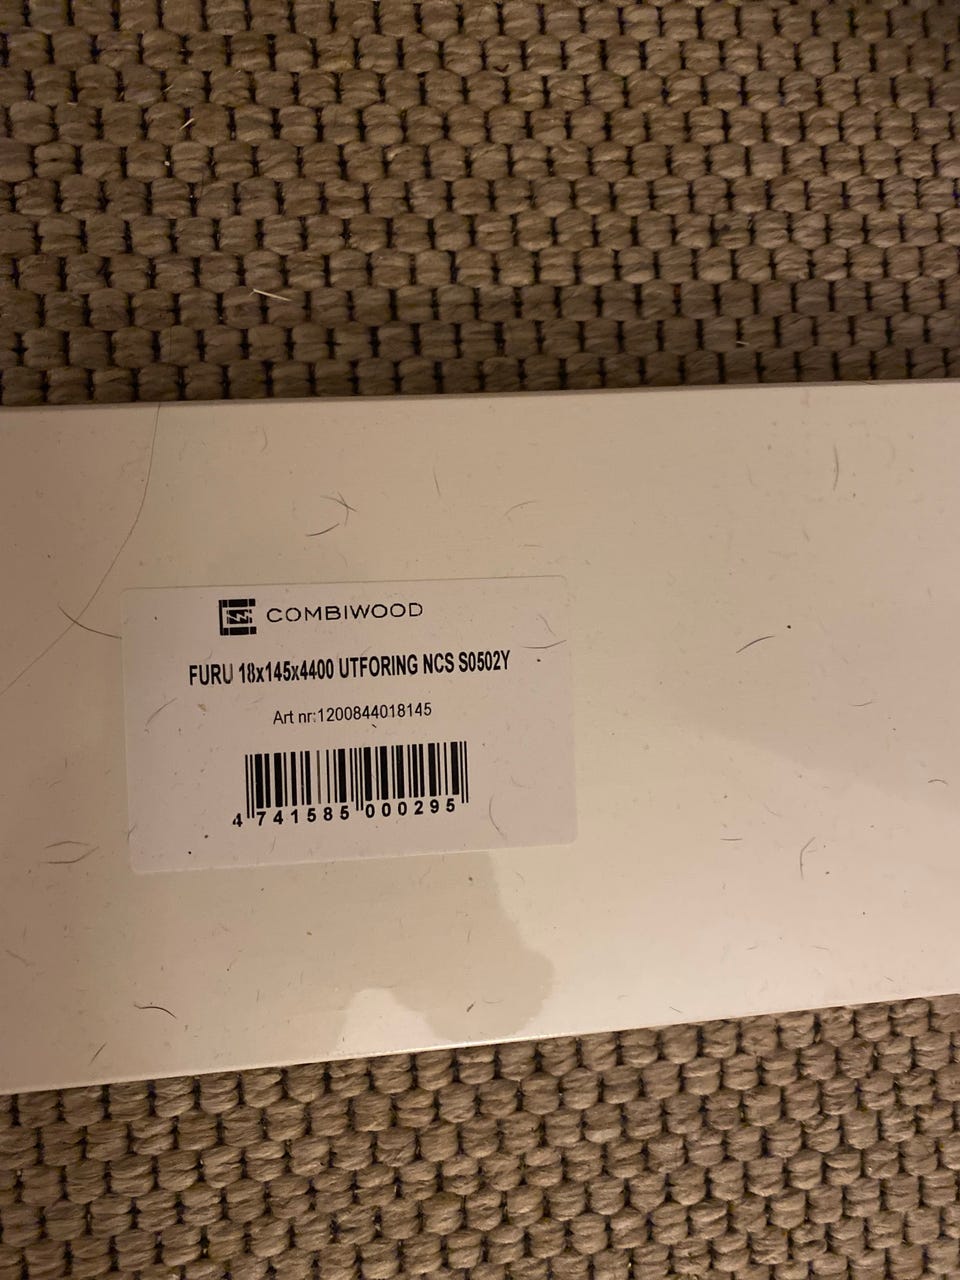 COMBIWOOD
FURU 18x145x4400 UTFORING NCS S0502Y
Art nr:1200844018145
4 741585 000295